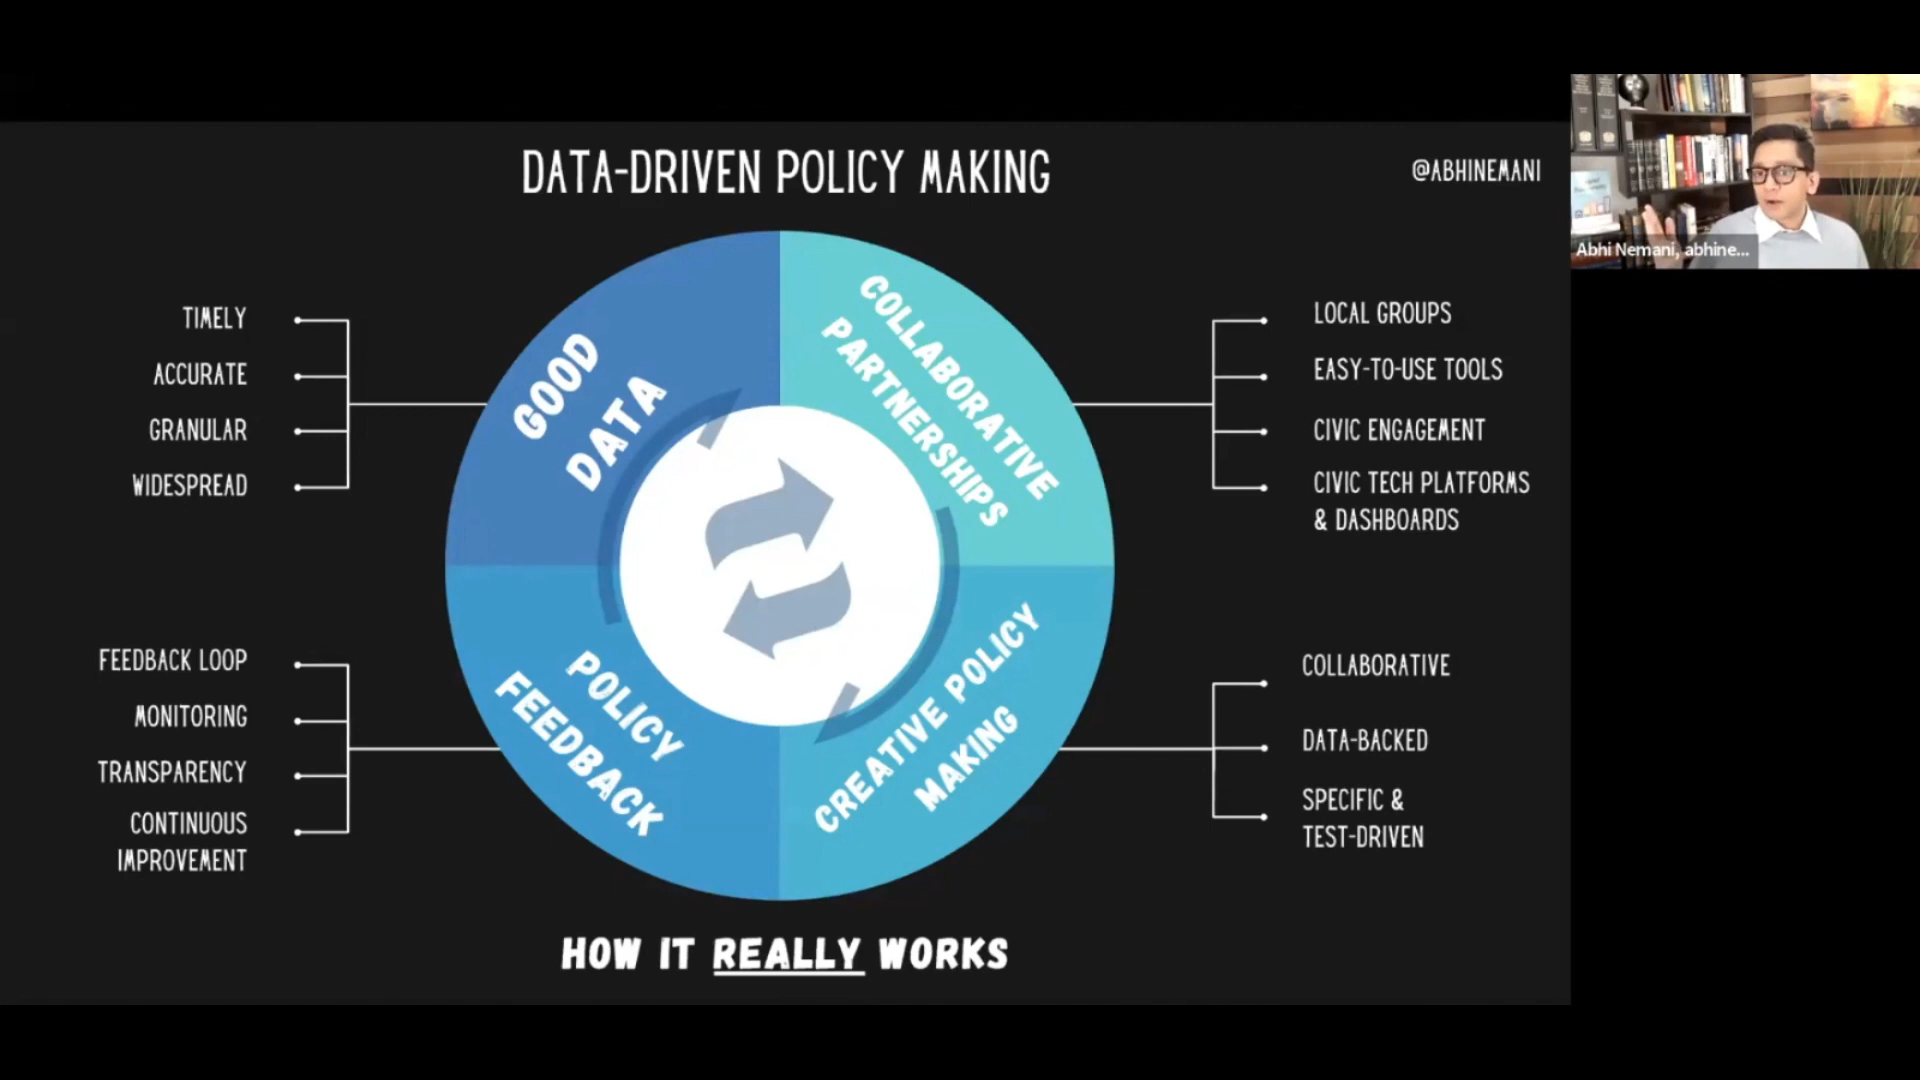 DATA-DRIVEN POLICY MAKING
@ABHINEMANI
Abhi Nemani, abhine...
TIMELY
ACCURATE
GRANULAR
WIDESPREAD
GOOD
DATA
COLLABORATIVE
PARTNERSHIPS
LOCAL GROUPS
EASY-TO-USE TOOLS
CIVIC ENGAGEMENT
CIVIC TECH PLATFORMS
& DASHBOARDS
FEEDBACK LOOP
MONITORING
TRANSPARENCY
CONTINUOUS
IMPROVEMENT
POLICY
FEEDBACK
CREATIVE POLICY
MAKING
COLLABORATIVE
DATA-BACKED
SPECIFIC &
TEST-DRIVEN
HOW IT REALLY WORKS